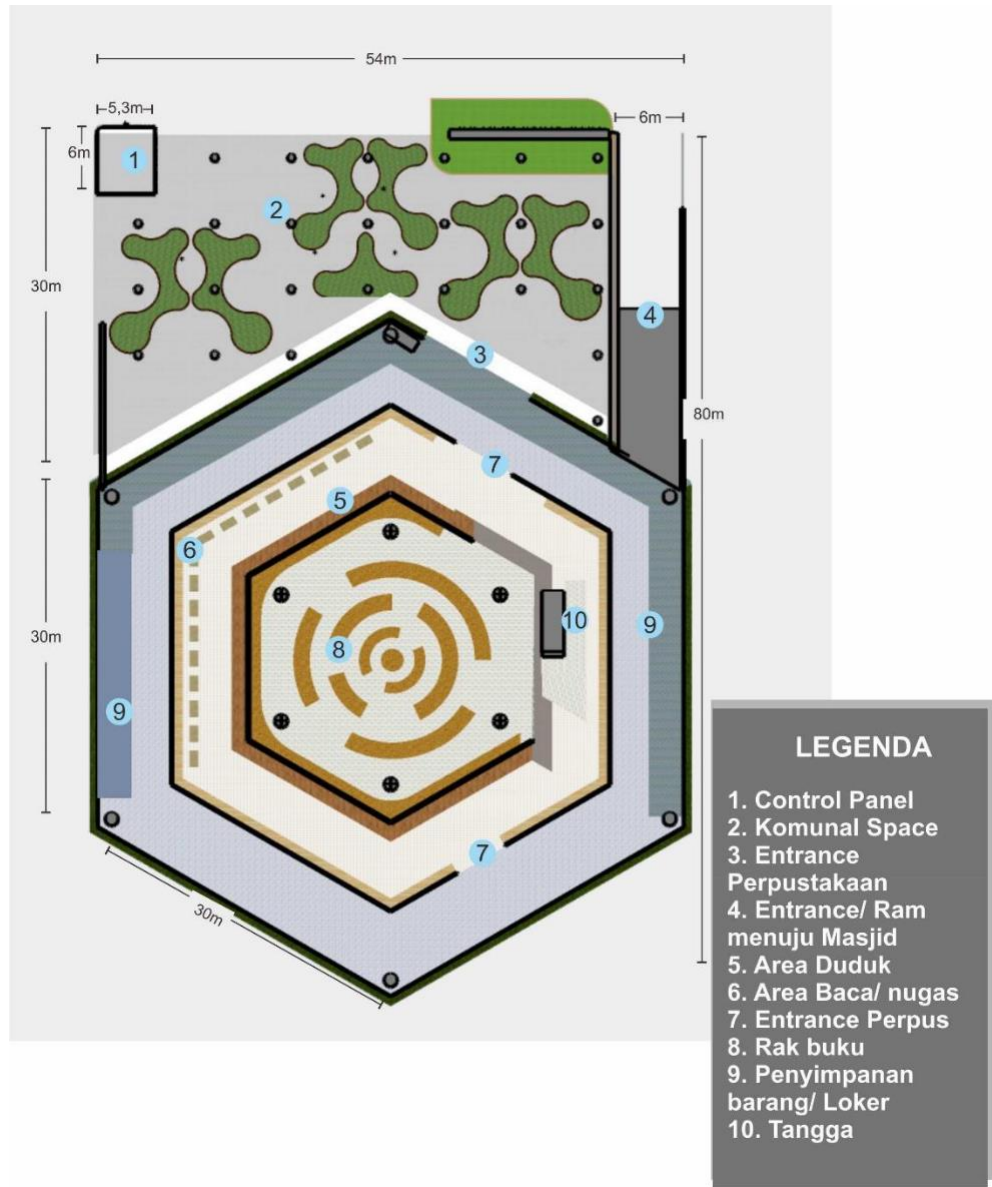 54m
5,3m
6m
6m
1
2
30m
4
3
80m
7
5
6
30m
10
8
9
9
7
30m
LEGENDA
1. Control Panel
2. Komunal Space
3. Entrance
Perpustakaan
4. Entrance/ Ram
menuju Masjid
5. Area Duduk
6. Area Baca/ nugas
7. Entrance Perpus
8. Rak buku
9. Penyimpanan
barang/ Loker
10. Tangga